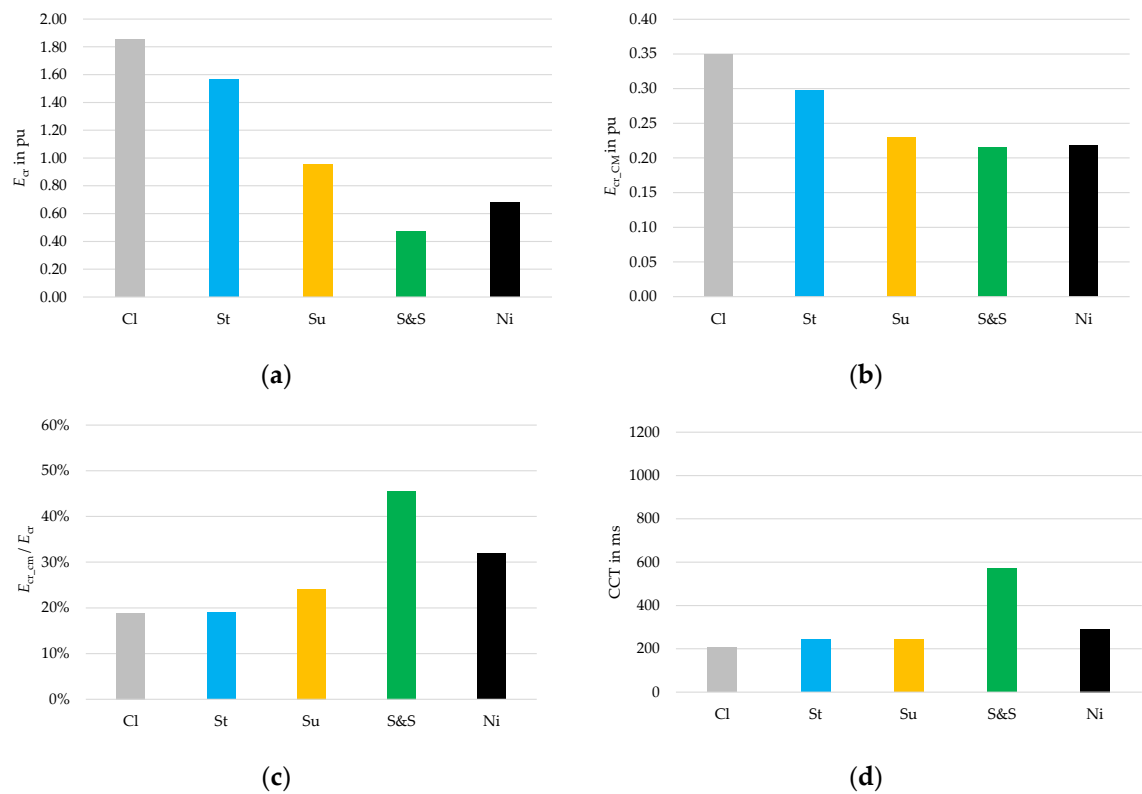 2.00
1.80
1.60
1.40
1.20
1.00
0.80
0.60
0.40
0.20
0.00
E_cr in pu
Cl St Su S&S Ni
(a)
0.40
0.35
0.30
0.25
0.20
0.15
0.10
0.05
0.00
E_cr_CM in pu
Cl St Su S&S Ni
(b)
60%
50%
40%
30%
20%
10%
0%
E_cr_cm / E_cr
Cl St Su S&S Ni
(c)
1200
1000
800
600
400
200
0
CCT in ms
Cl St Su S&S Ni
(d)